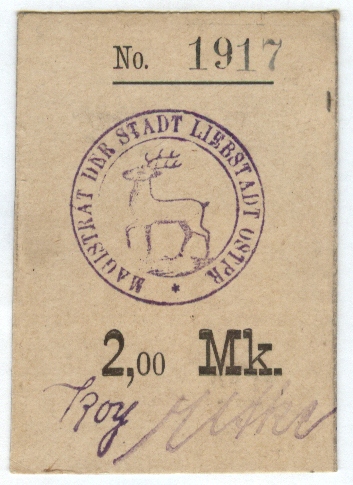 No. 1917
MAGISTRAT DER STADT LIEBSTADT OSTPR
2,00 Mk.